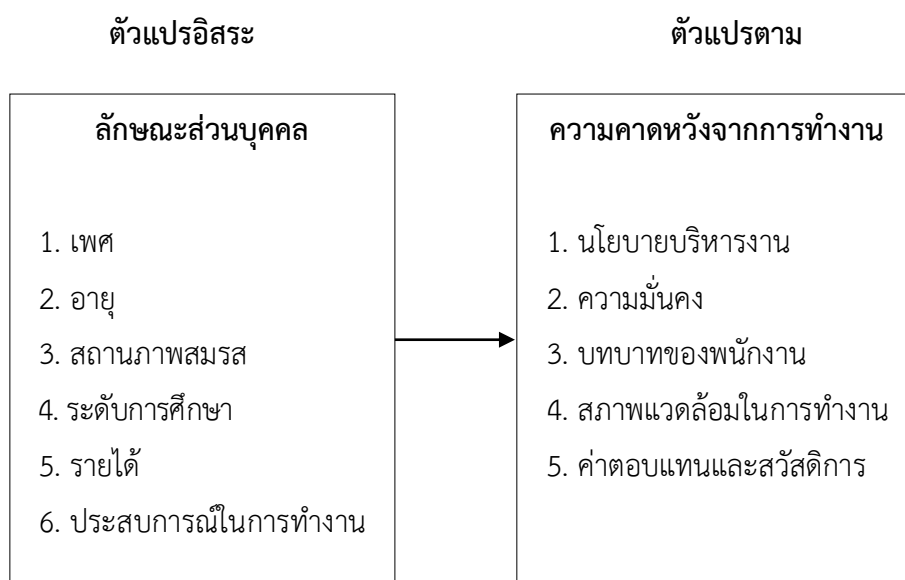 ตัวแปรอิสระ
ตัวแปรตาม
ลักษณะส่วนบุคคล
1. เพศ
2. อายุ
3. สถานภาพสมรส
4. ระดับการศึกษา
5. รายได้
6. ประสบการณ์ในการทำงาน
ความคาดหวังจากการทำงาน
1. นโยบายบริหารงาน
2. ความมั่นคง
3. บทบาทของพนักงาน
4. สภาพแวดล้อมในการทำงาน
5. ค่าตอบแทนและสวัสดิการ